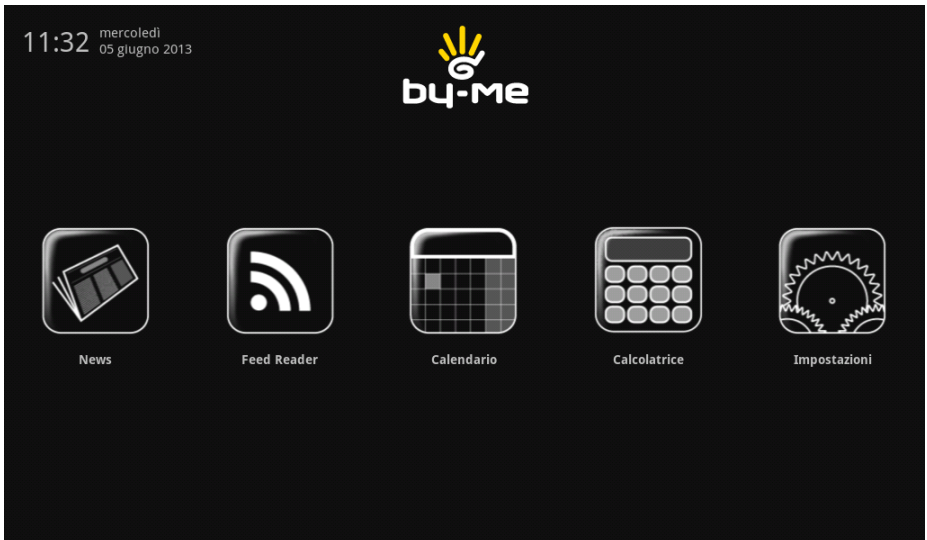 11:32
mercoledì
05 giugno 2013
by-me
News
Feed Reader
Calendario
Calcolatrice
Impostazioni